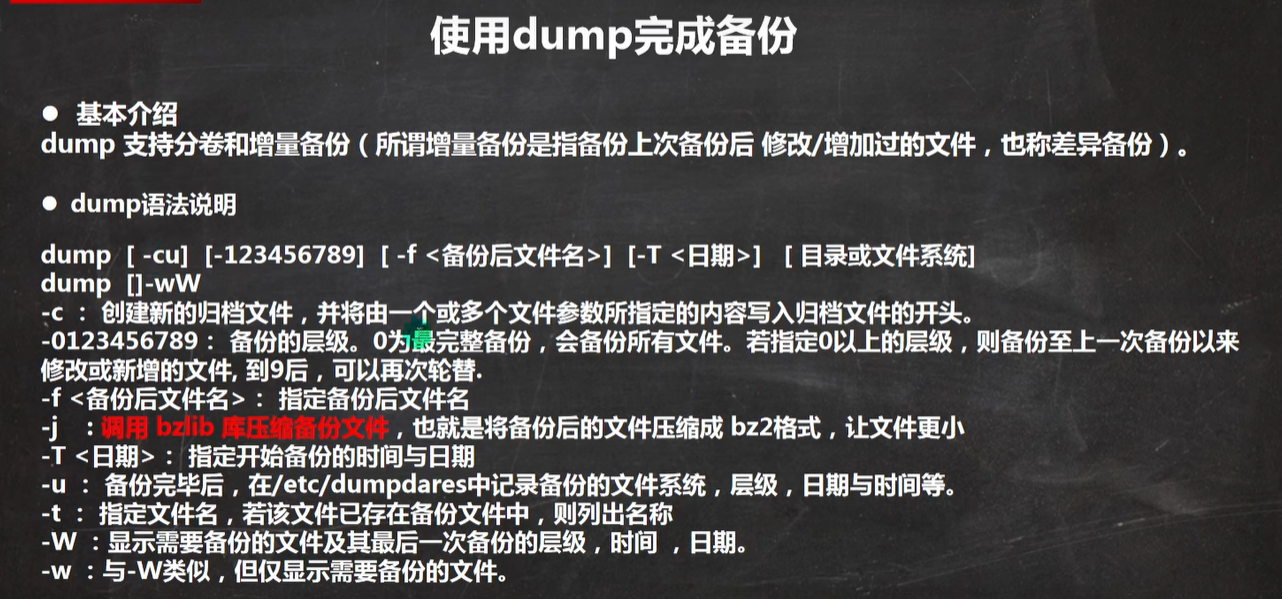 使用dump完成备份
● 基本介绍
dump 支持分卷和增量备份（所谓增量备份是指备份上次备份后 修改/增加过的文件，也称差异备份）。
● dump语法说明
dump [ -cu] [-123456789] [ -f <备份后文件名>] [-T <日期>] [ 目录或文件系统]
dump []-wW
-c ： 创建新的归档文件，并将由一个或多个文件参数所指定的内容写入归档文件的开头。
-0123456789： 备份的层级。0为最完整备份，会备份所有文件。若指定0以上的层级，则备份至上一次备份以来
修改或新增的文件, 到9后，可以再次轮替.
-f <备份后文件名>： 指定备份后文件名
-j ：调用 bzlib 库压缩备份文件，也就是将备份后的文件压缩成 bz2格式，让文件更小
-T <日期>： 指定开始备份的时间与日期
-u ： 备份完毕后，在/etc/dumpdares中记录备份的文件系统，层级，日期与时间等。
-t ： 指定文件名，若该文件已存在备份文件中，则列出名称
-W ：显示需要备份的文件及其最后一次备份的层级，时间 ，日期。
-w ：与-W类似，但仅显示需要备份的文件。